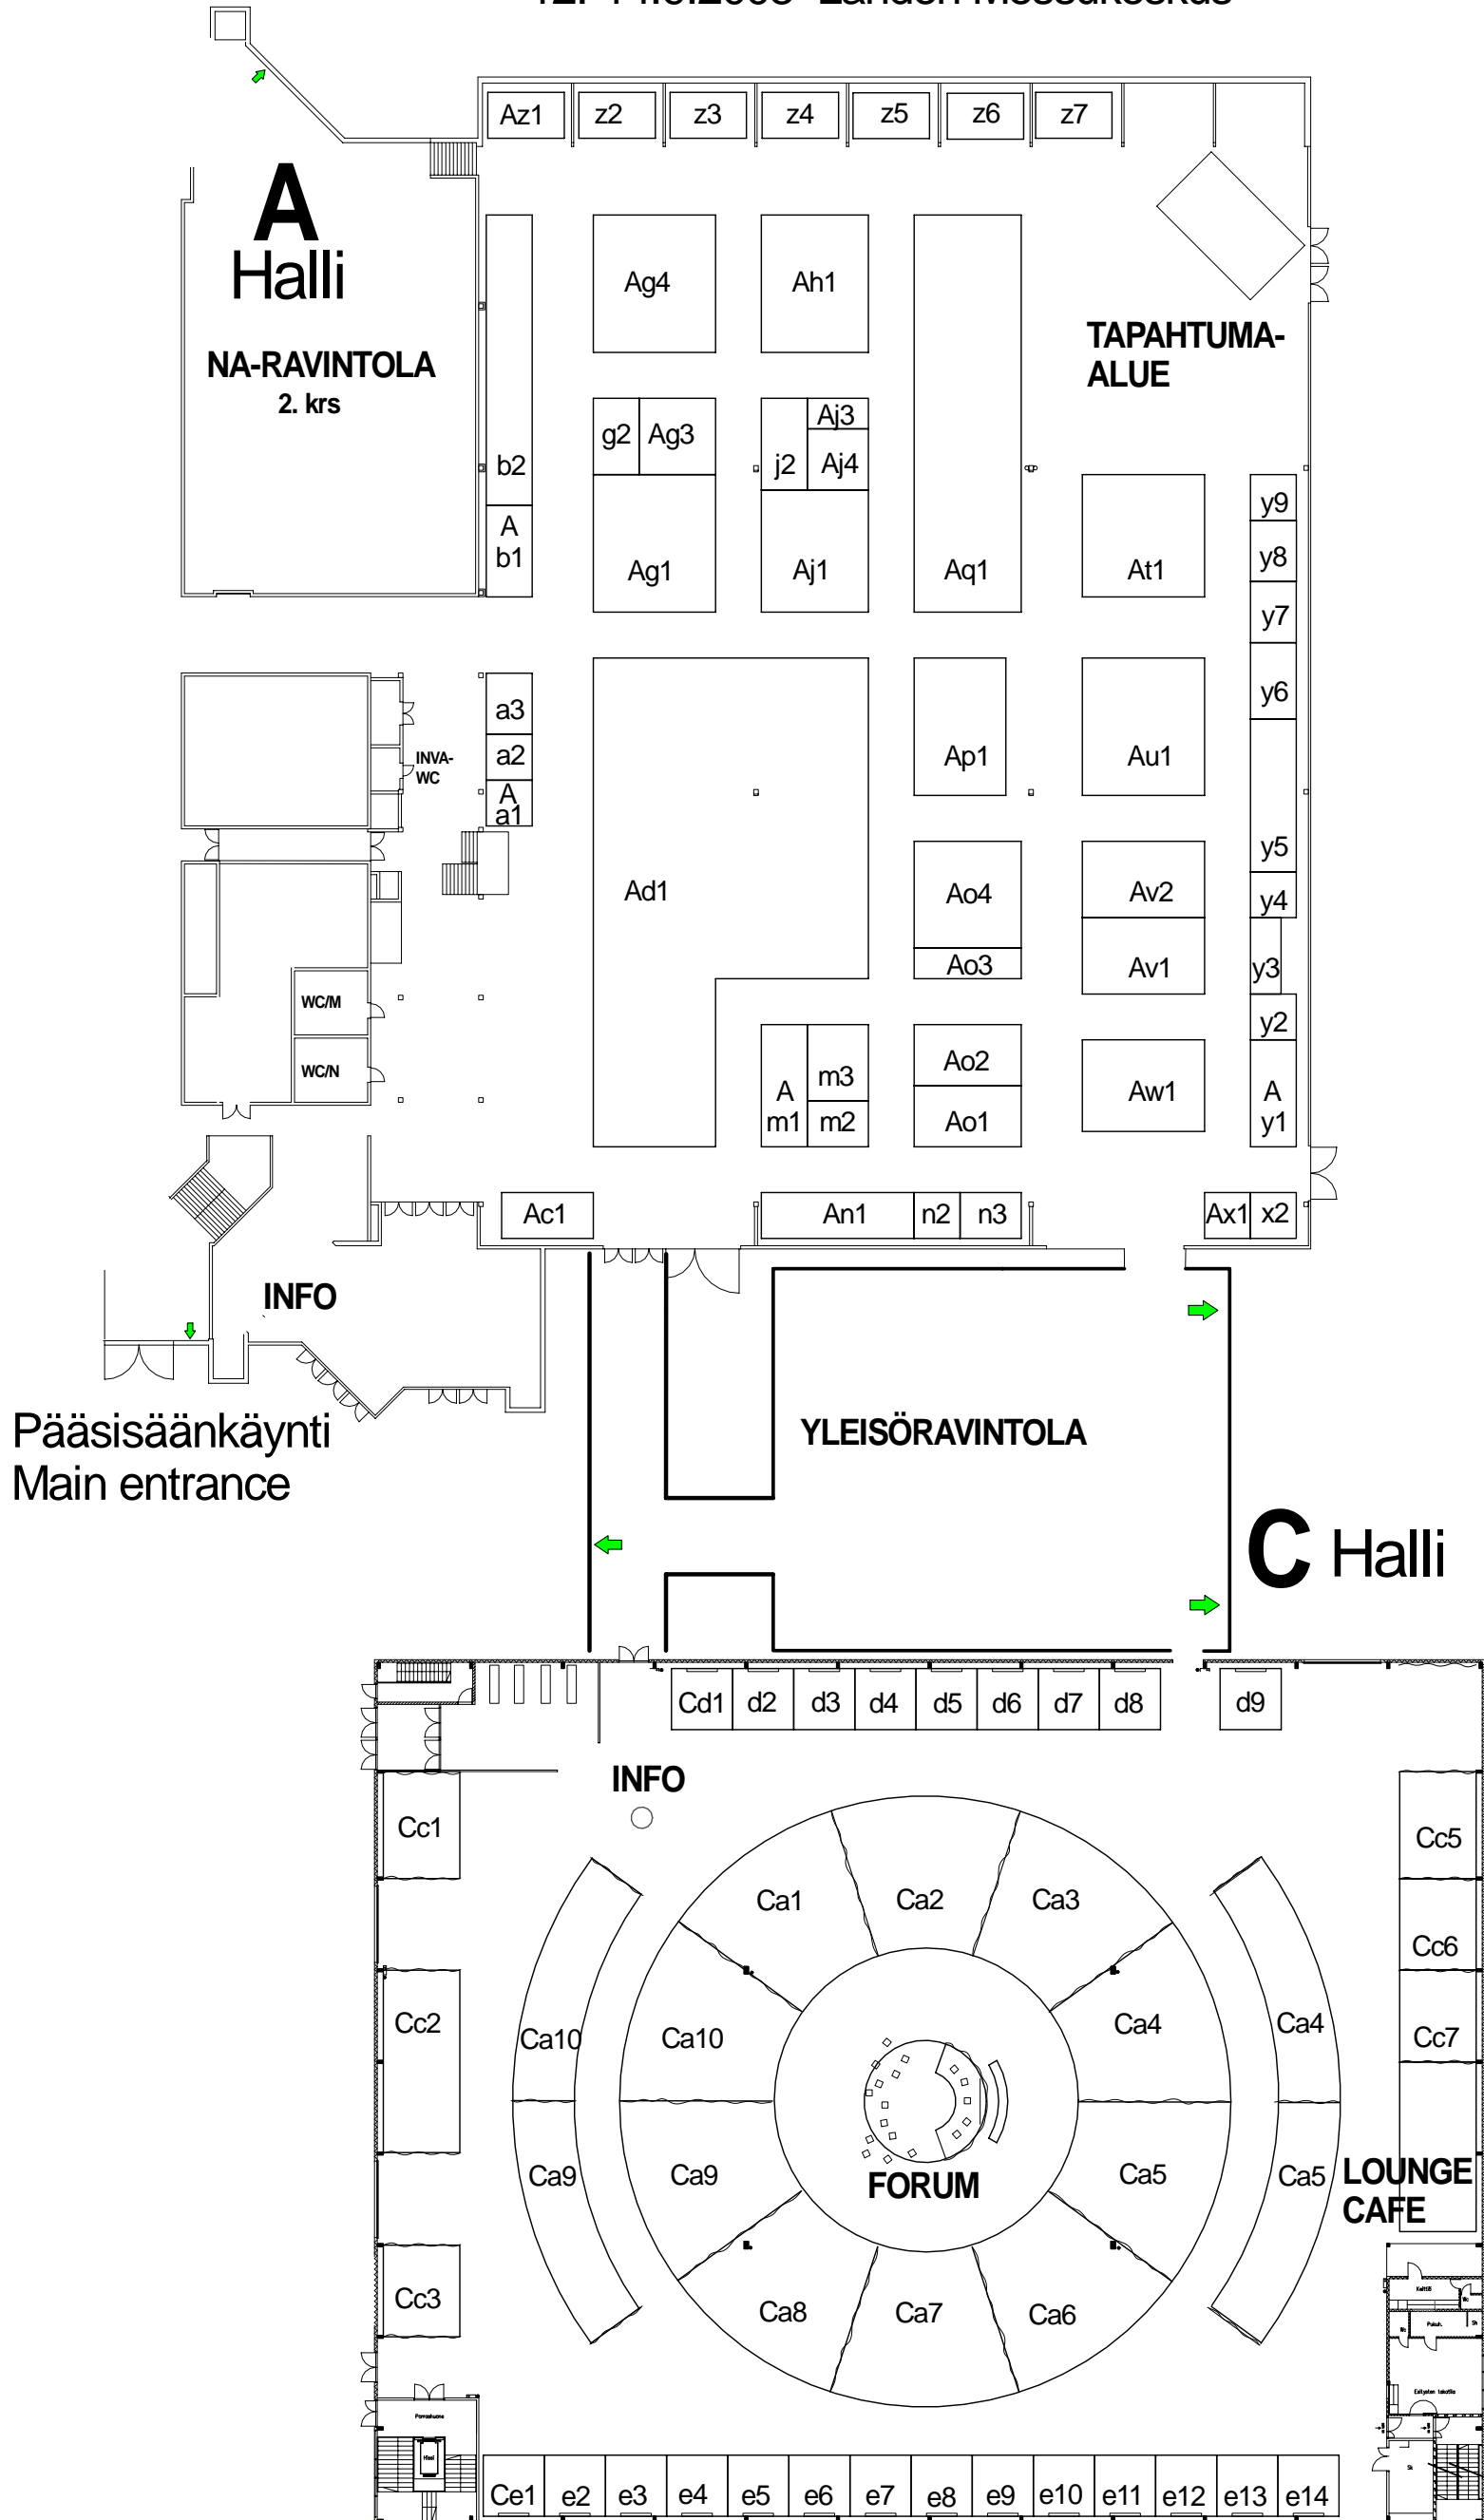 Az1 z2 z3 z4 z5 z6 z7
A
Halli
NA-RAVINTOLA
2. krs
Ag4 Ah1
TAPAHTUMA-
ALUE
g2 Ag3 j2 Aj3
Aj4
b2
A
b1
Ag1 Aj1 Aq1 At1
y9
y8
y7
y6
y5
y4
y3
y2
A
y1
a3
a2
A
a1
INVA-
WC
Ap1 Au1
Ad1 Ao4 Av2
Ao3 Av1
WC/M
WC/N
A
m1
m3
m2
Ao2
Ao1
Aw1
Ac1 An1 n2 n3 Ax1 x2
INFO
Pääsisäänkäynti
Main entrance
YLEISÖRAVINTOLA
C Halli
Cd1 d2 d3 d4 d5 d6 d7 d8 d9
INFO
Cc1 Cc5
Ca1 Ca2 Ca3
Cc6
Cc2 Ca10 Ca10 Ca4 Ca4 Cc7
Ca9 Ca9 Ca5 Ca5
FORUM
LOUNGE
CAFE
Cc3 Ca8 Ca7 Ca6
Keittiö
Wc
Porrashuone
Hissi
Ce1 e2 e3 e4 e5 e6 e7 e8 e9 e10 e11 e12 e13 e14